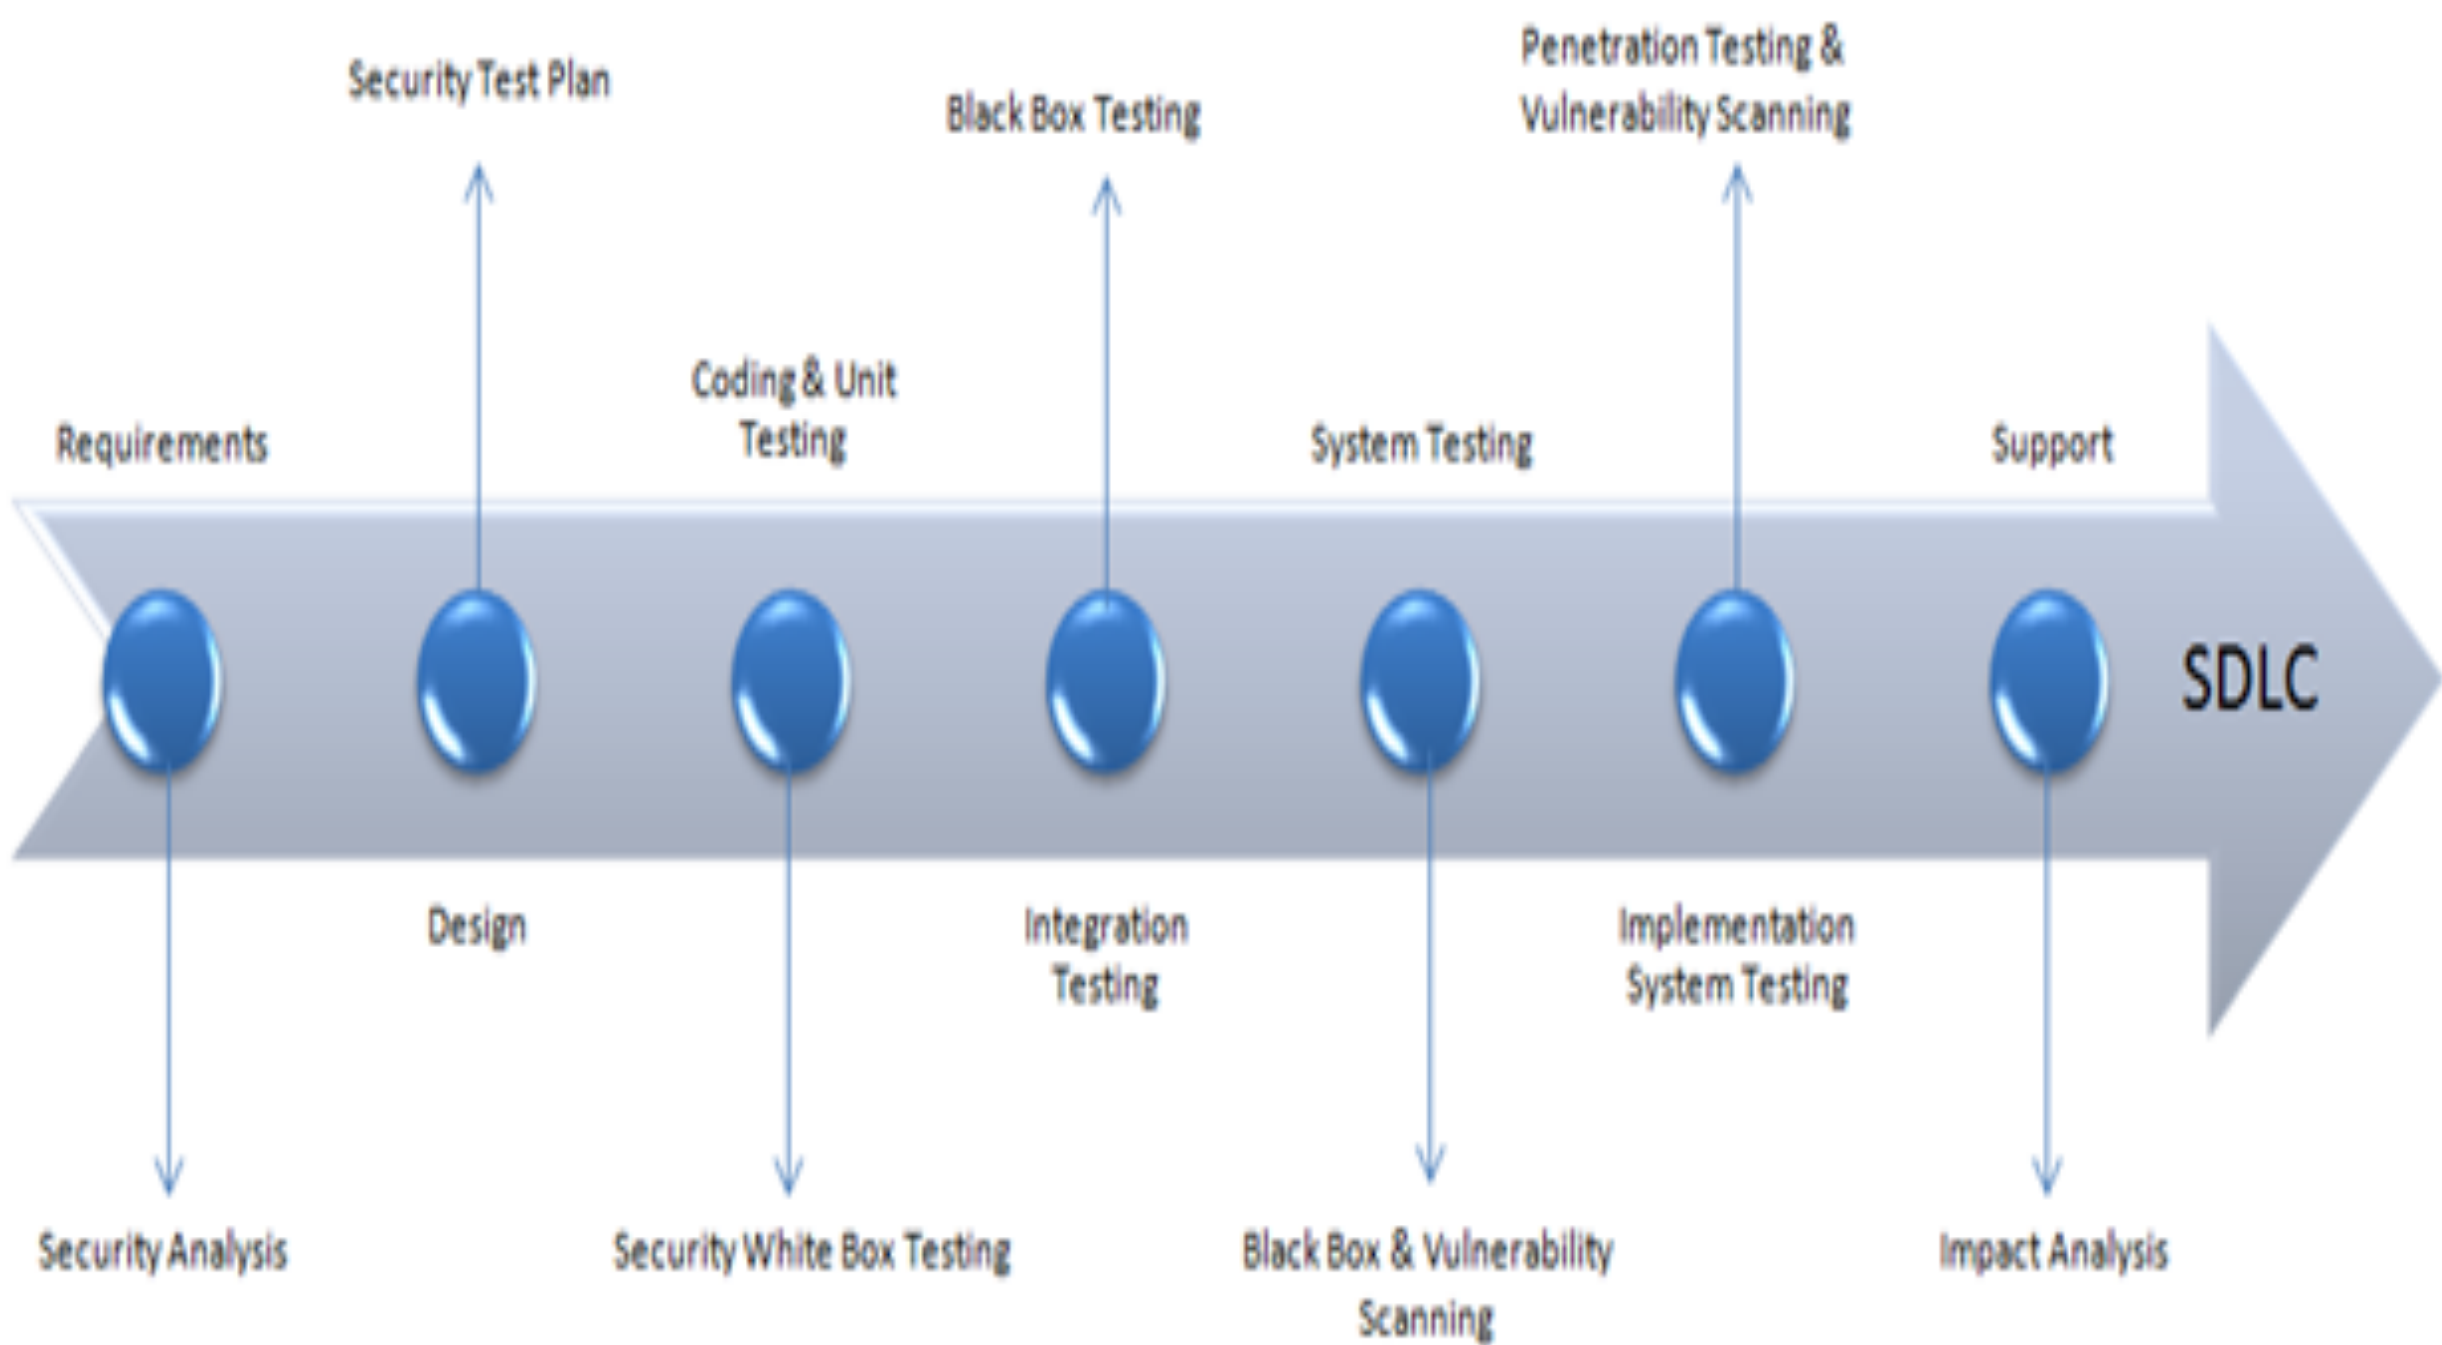 Penetration Testing &
Vulnerability Scanning
Security Test Plan
Black Box Testing
Coding & Unit
Testing
Requirements
System Testing
Support
SDLC
Design
Integration
Testing
Implementation
System Testing
Security Analysis
Security White Box Testing
Black Box & Vulnerability
Scanning
Impact Analysis